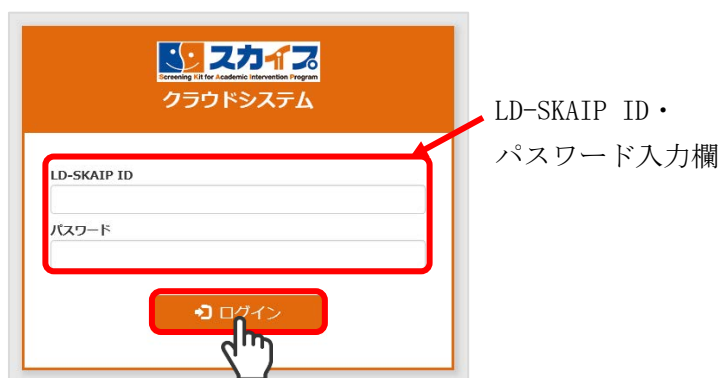 スカイプ
Screening Kit for Academic Intervention Program
クラウドシステム
LD-SKAIP ID・
パスワード入力欄
LD-SKAIP ID
パスワード
ログイン